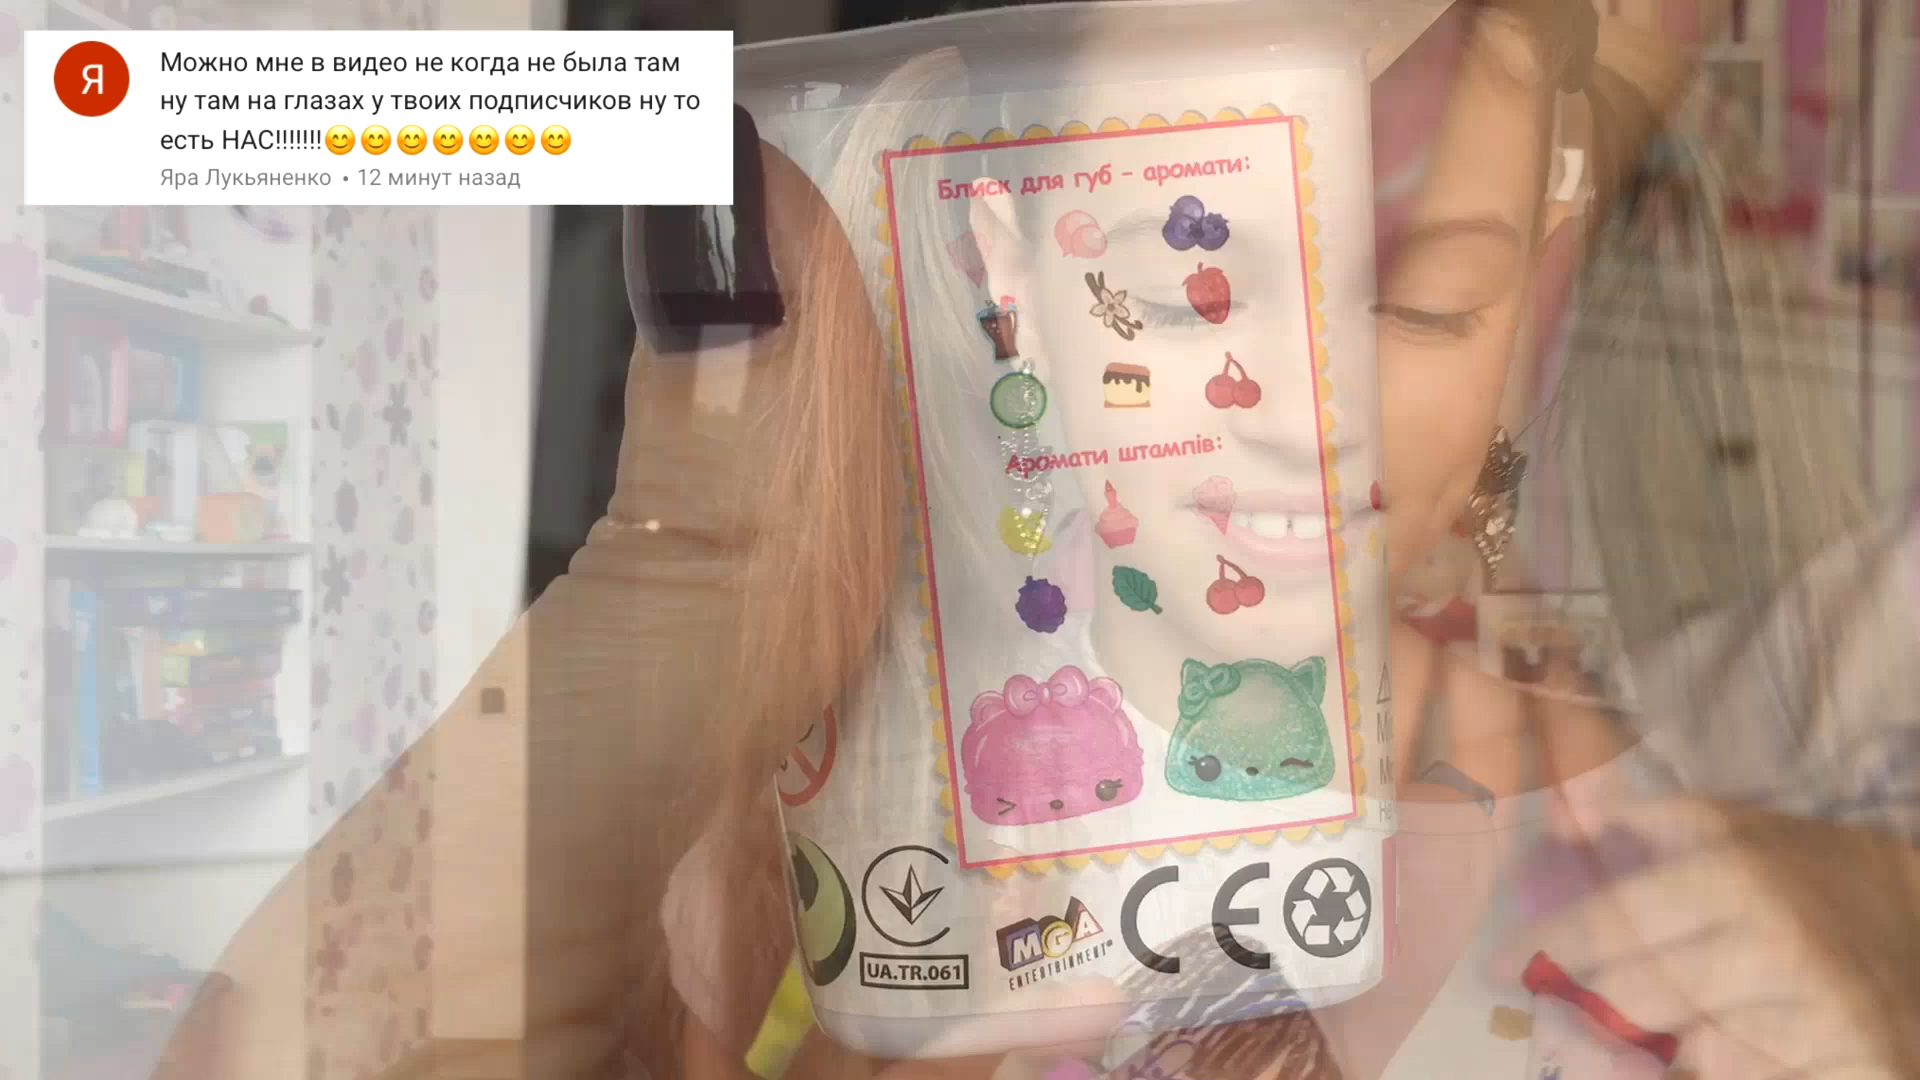 Я
Можно мне в видео не когда не была там
ну там на глазах у твоих подписчиков ну то
есть НАС!!!!!!!😊😊😊😊😊😊😊
Яра Лукьяненко • 12 минут назад
Блиск для губ - аромати:
Аромати штампів:
UA.TR.061
MGA
ENTERTAINMENT
CE